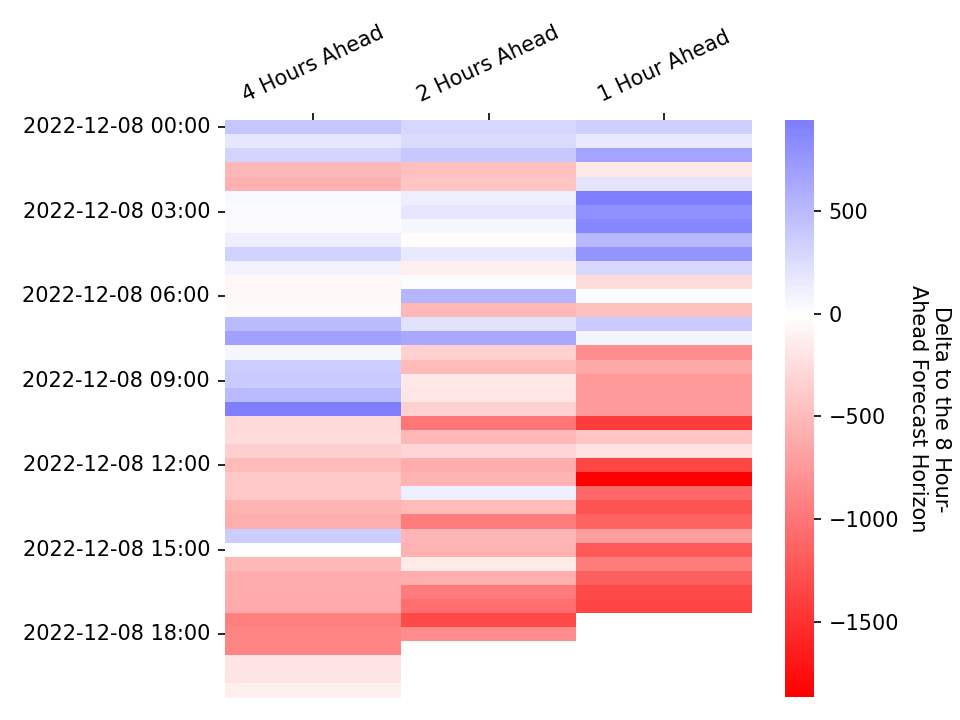 4 Hours Ahead
2 Hours Ahead
1 Hour Ahead
2022-12-08 00:00
2022-12-08 03:00
2022-12-08 06:00
2022-12-08 09:00
2022-12-08 12:00
2022-12-08 15:00
2022-12-08 18:00
500
0
−500
−1000
−1500
Delta to the 8 Hour-
Ahead Forecast Horizon